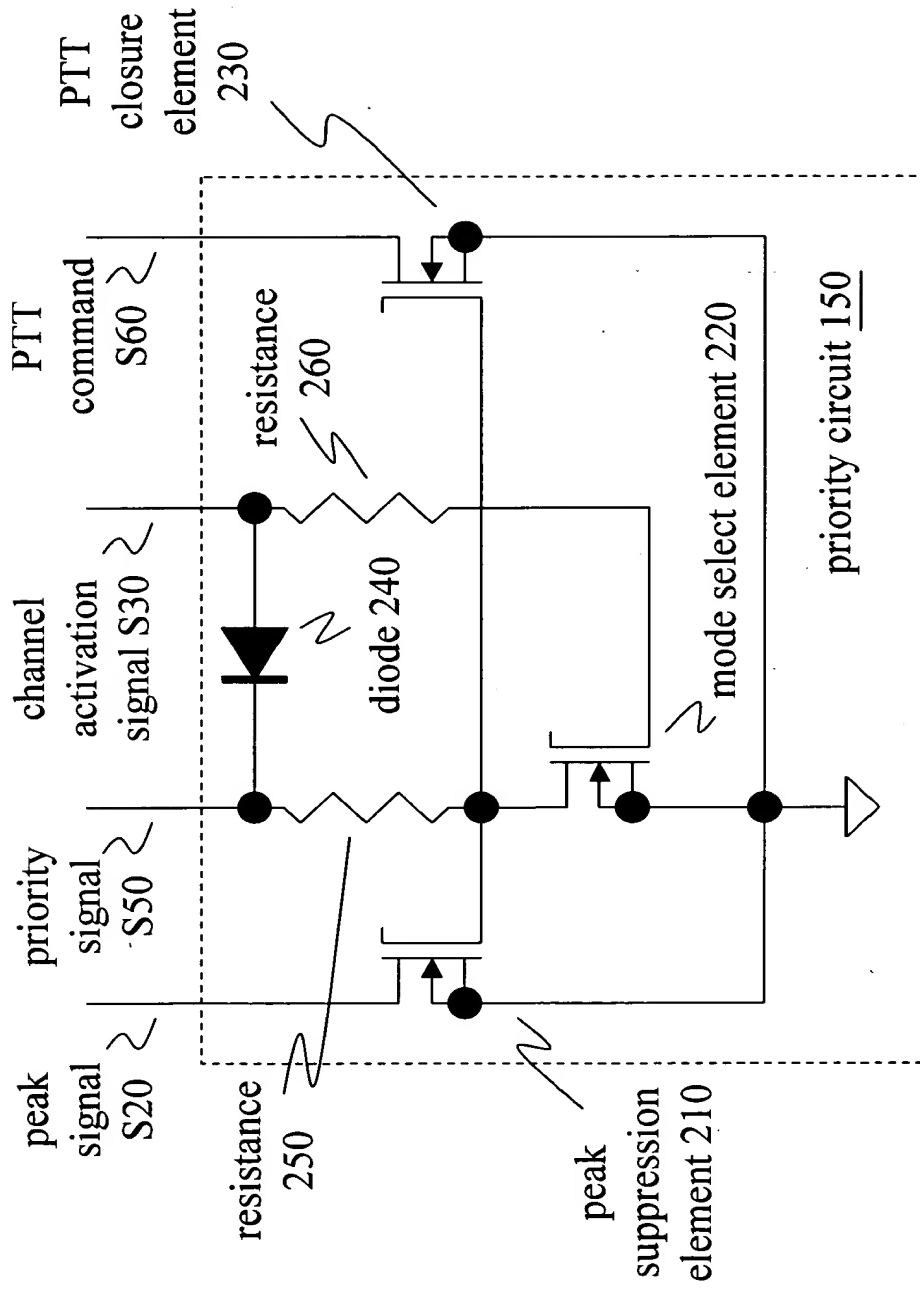 peak
signal
S20
priority
signal
S50
channel
activation
signal S30
PTT
command
S60
PTT
closure
element
230
resistance
250
diode 240
resistance
260
peak
suppression
element 210
mode select element 220
priority circuit 150